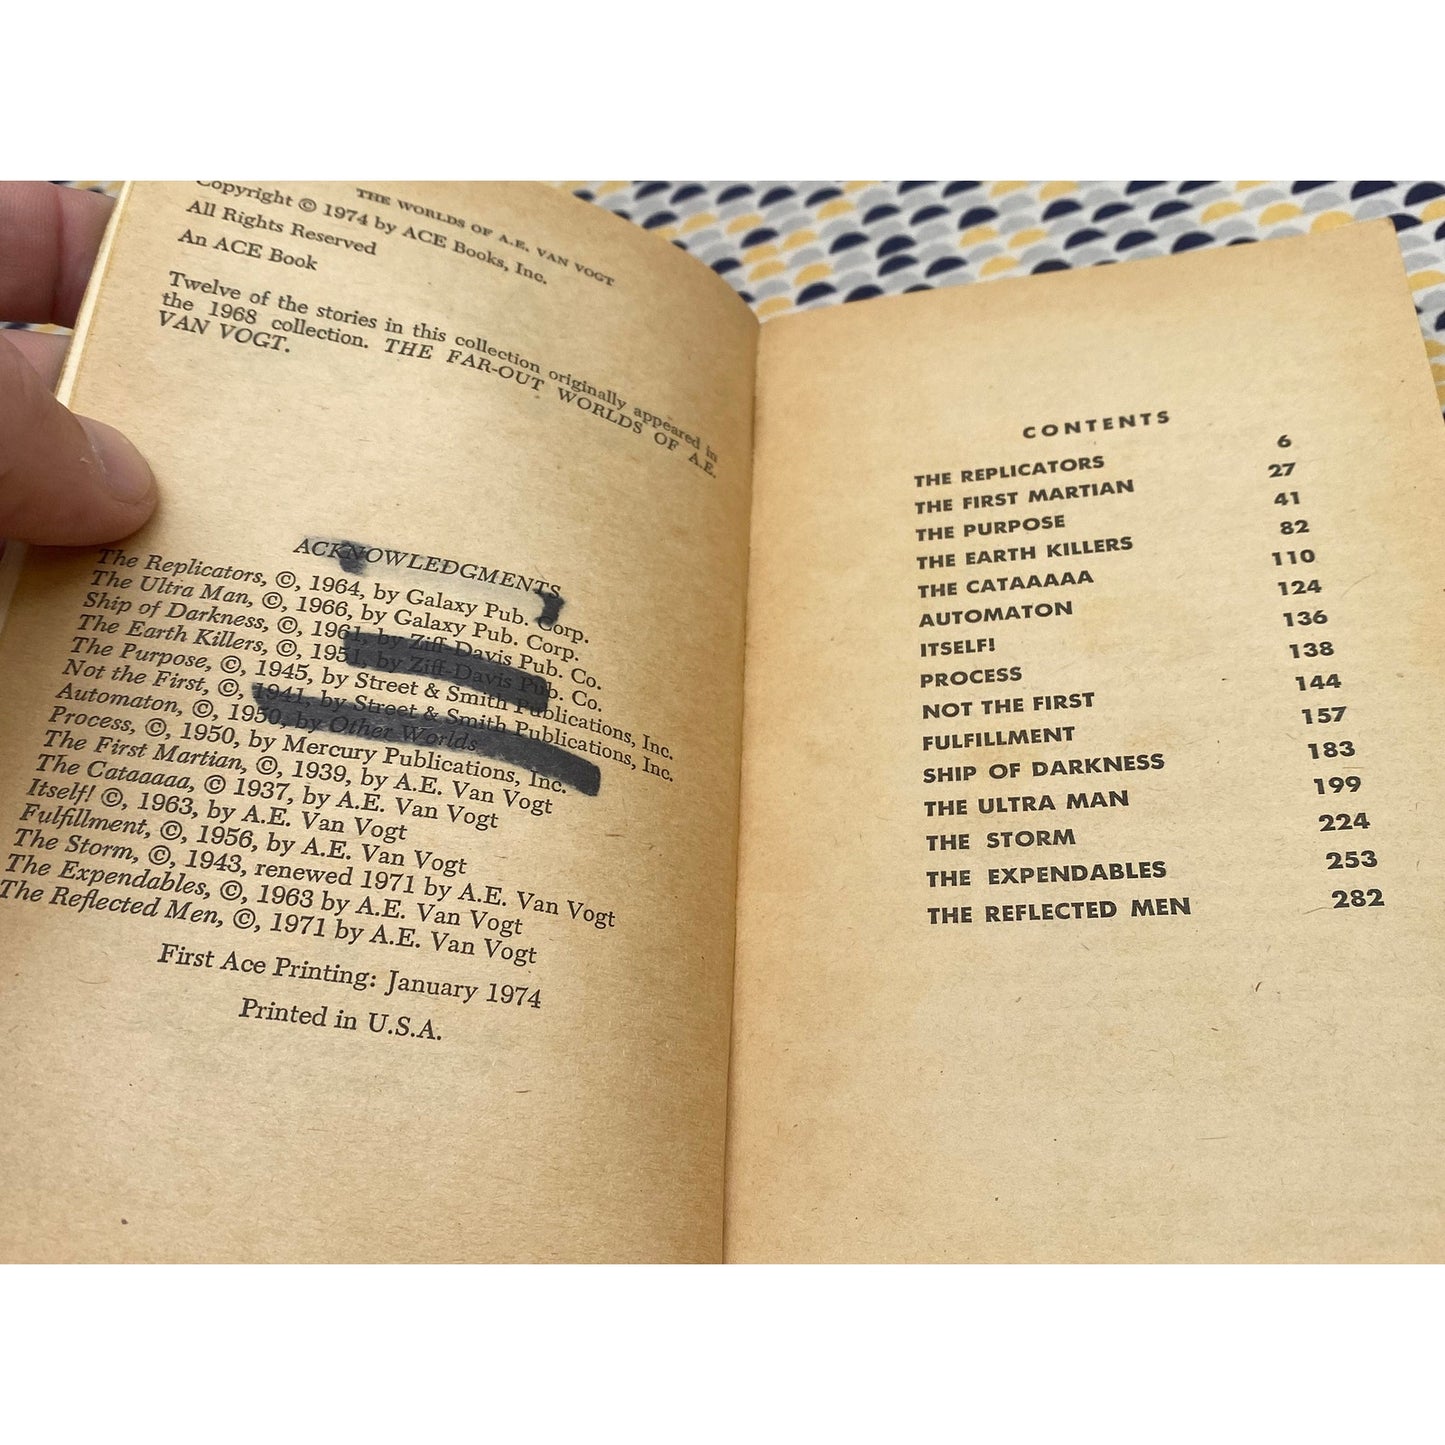 THE WORLDS OF A.E. VAN VOGT
Copyright © 1974 by ACE Books, Inc.
All Rights Reserved
An ACE Book
Twelve of the stories in this collection originally appeared in
the 1968 collection. THE FAR-OUT WORLDS OF A.E.
VAN VOGT.
ACKNOWLEDGMENTS
The Replicators, ©, 1964, by Galaxy Pub. Corp.
The Ultra Man, ©, 1966, by Galaxy Pub. Corp.
Ship of Darkness, ©, 1961, by Ziff-Davis Pub. Co.
The Earth Killers, ©, 1951, by Ziff-Davis Pub. Co.
The Purpose, ©, 1945, by Street & Smith Publications, Inc.
Not the First, ©, 1941, by Street & Smith Publications, Inc.
Automaton, ©, 1950, by Other Worlds
Process, ©, 1950, by Mercury Publications, Inc.
The First Martian, ©, 1939, by A.E. Van Vogt
The Cataaaaa, © 1937, by A.E. Van Vogt
Itself! ©, 1963, by A.E. Van Vogt
Fulfillment, ©, 1956, by A.E. Van Vogt
The Storm, ©, 1943, renewed 1971 by A.E. Van Vogt
The Expendables, ©, 1963 by A.E. Van Vogt
The Reflected Men, ©, 1971 by A.E. Van Vogt
First Ace Printing: January 1974
Printed in U.S.A.
CONTENTS
THE REPLICATORS 6
THE FIRST MARTIAN 27
THE PURPOSE 41
THE EARTH KILLERS 82
THE CATAAAAA 110
AUTOMATON 124
ITSELF! 136
PROCESS 138
NOT THE FIRST 144
FULFILLMENT 157
SHIP OF DARKNESS 183
THE ULTRA MAN 199
THE STORM 224
THE EXPENDABLES 253
THE REFLECTED MEN 282